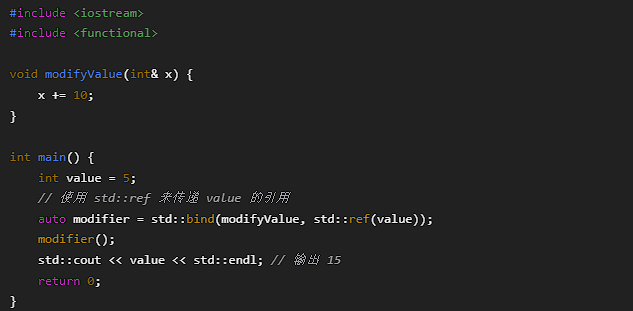 #include <iostream>
#include <functional>
void modifyValue(int& x) {
    x += 10;
}
int main() {
    int value = 5;
    // 使用 std::ref 来传递 value 的引用
    auto modifier = std::bind(modifyValue, std::ref(value));
    modifier();
    std::cout << value << std::endl; // 输出 15
    return 0;
}